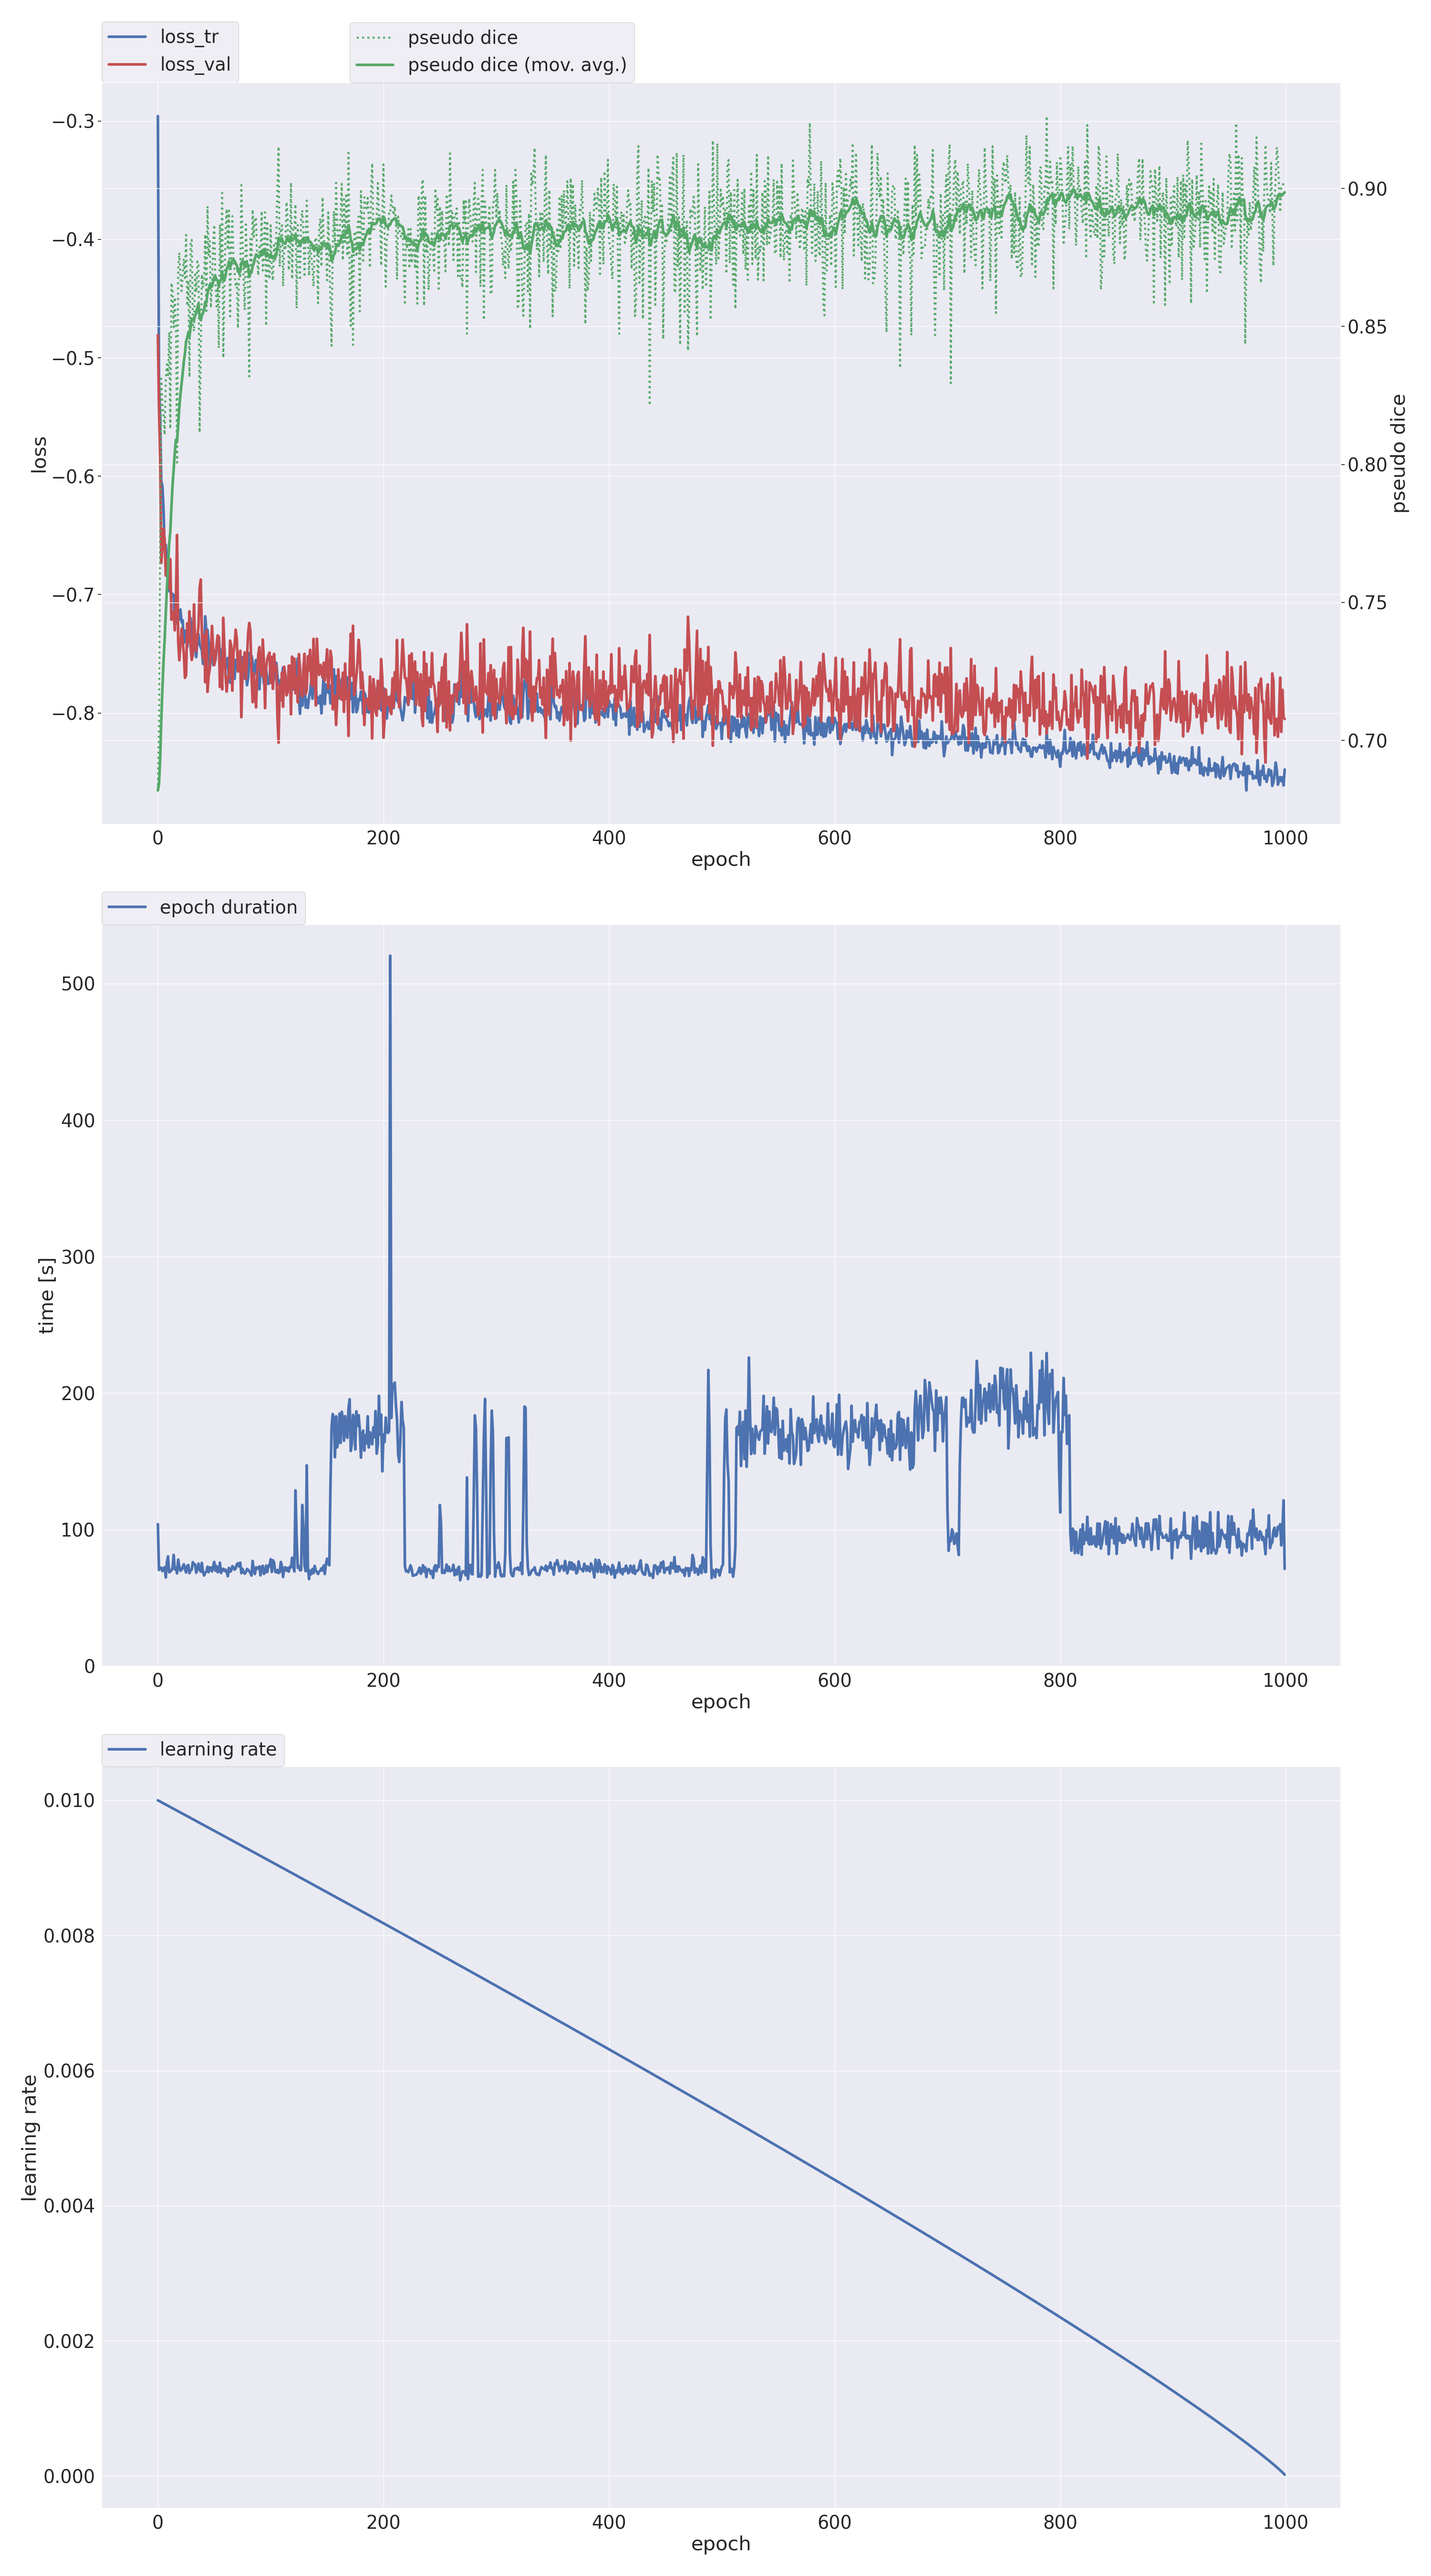 loss_tr
loss_val
pseudo dice
pseudo dice (mov. avg.)
−0.3
−0.4
−0.5
−0.6
−0.7
−0.8
loss
0.90
0.85
0.80
0.75
0.70
pseudo dice
0 200 400 600 800 1000
epoch
epoch duration
500
400
300
200
100
0
time [s]
0 200 400 600 800 1000
epoch
learning rate
0.010
0.008
0.006
0.004
0.002
0.000
learning rate
0 200 400 600 800 1000
epoch